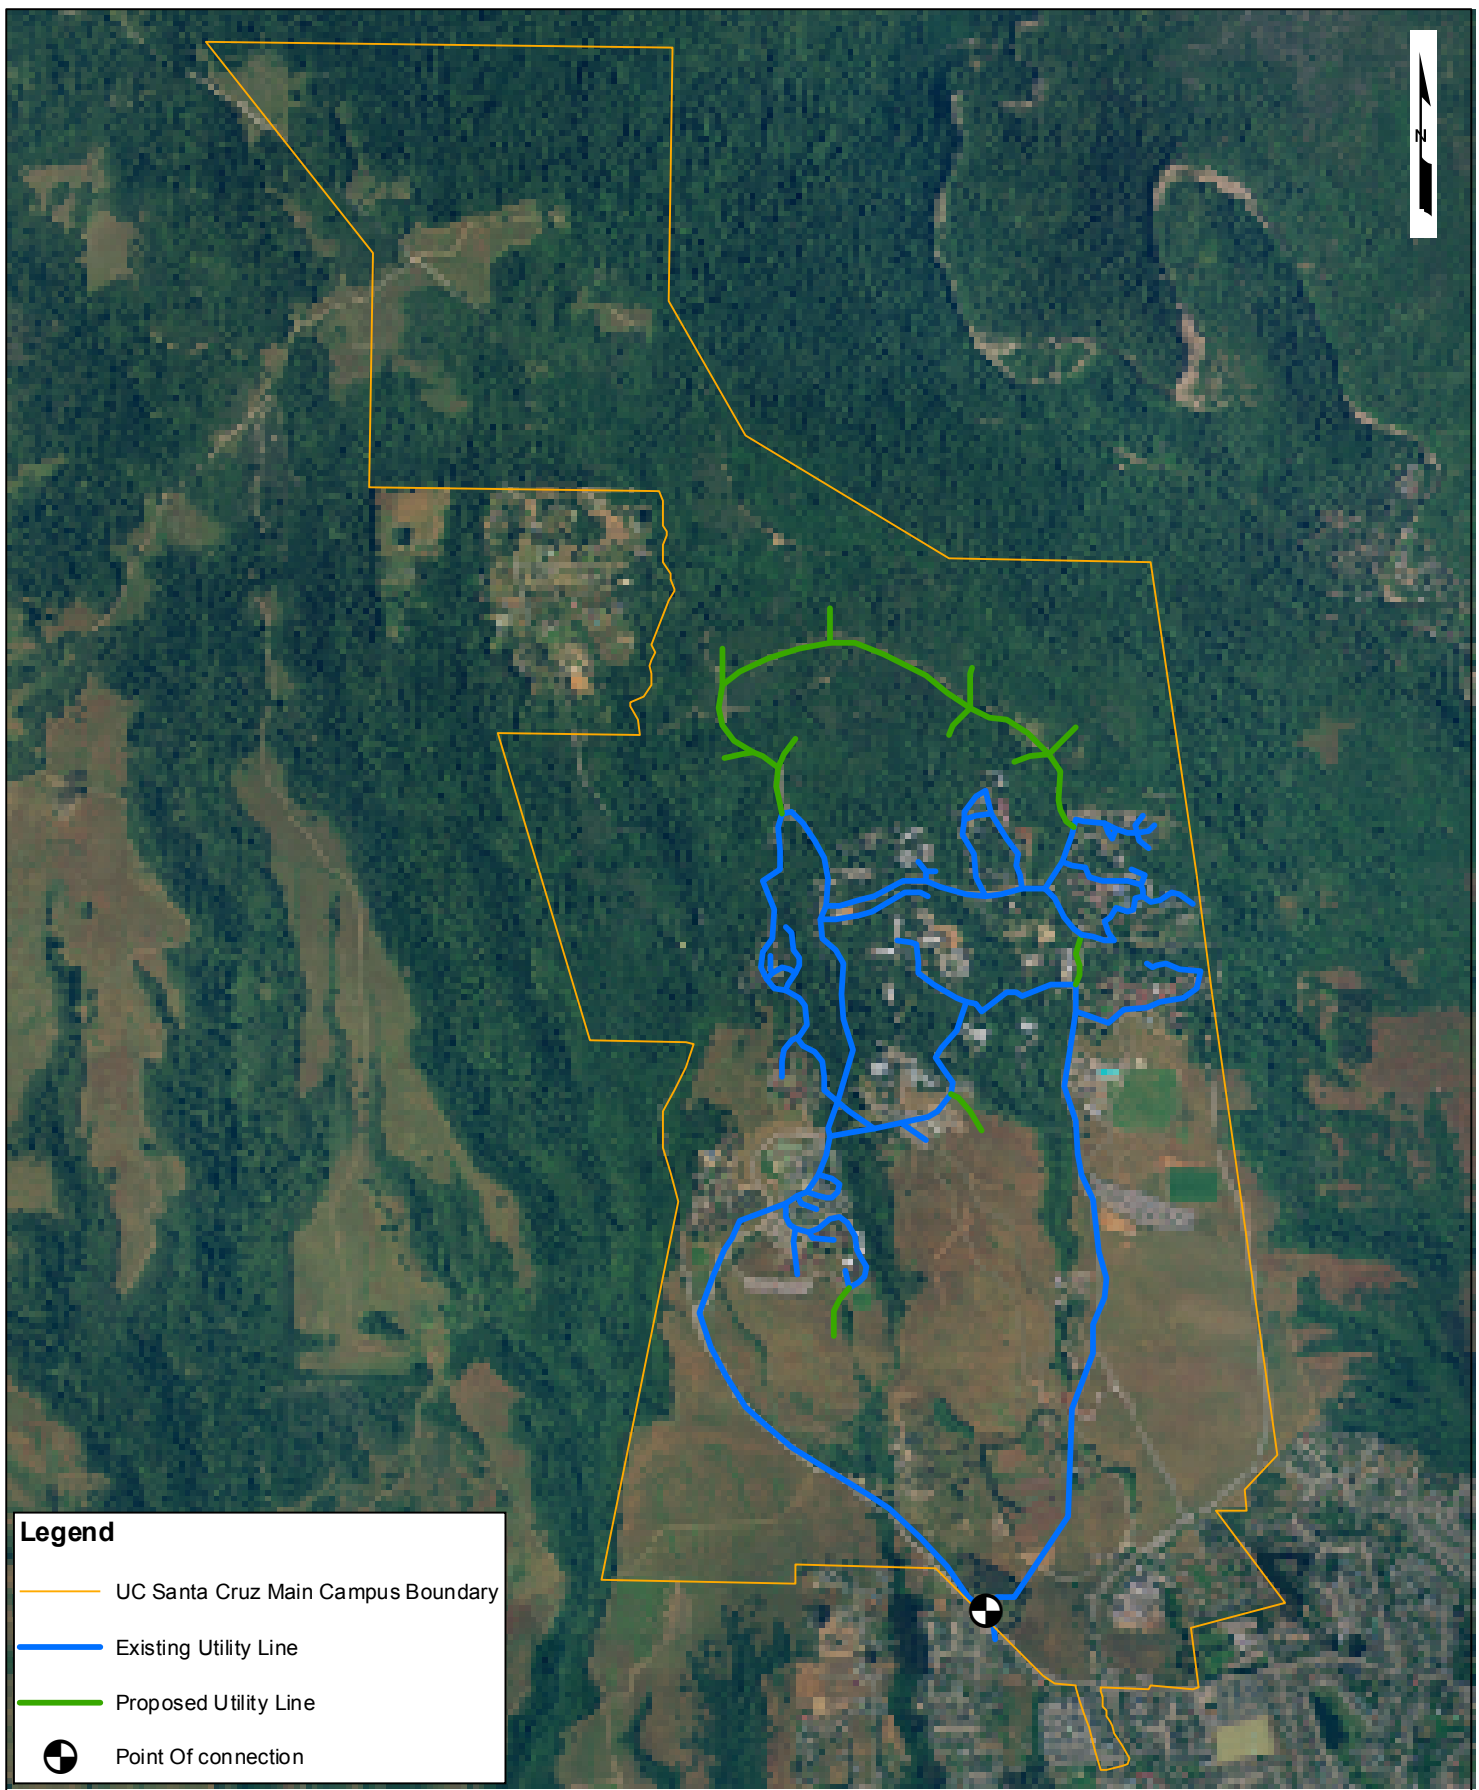 N
Legend
UC Santa Cruz Main Campus Boundary
Existing Utility Line
Proposed Utility Line
Point Of connection